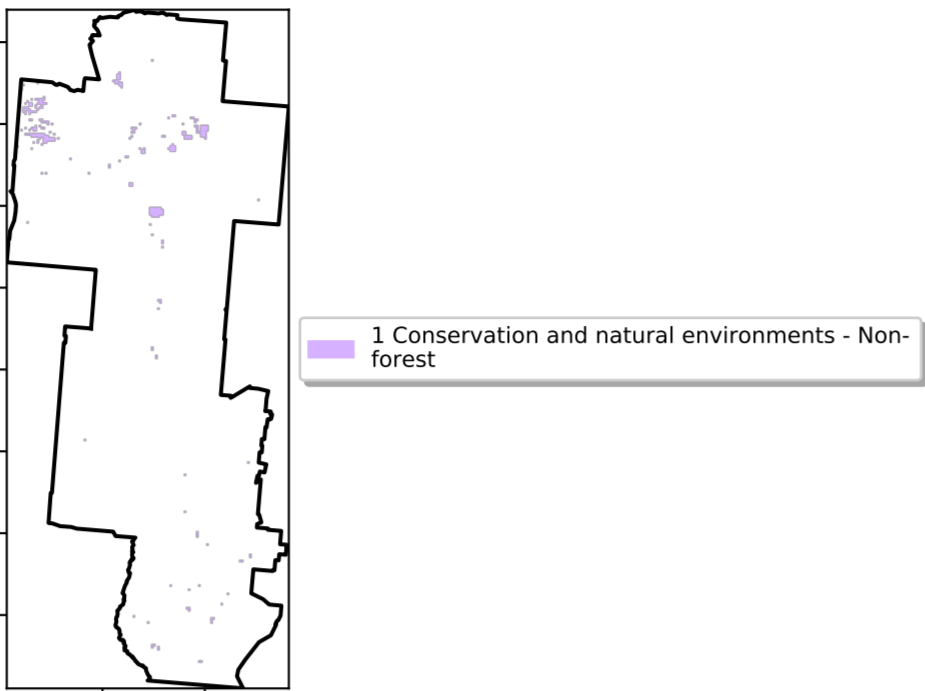 1 Conservation and natural environments - Non-
forest